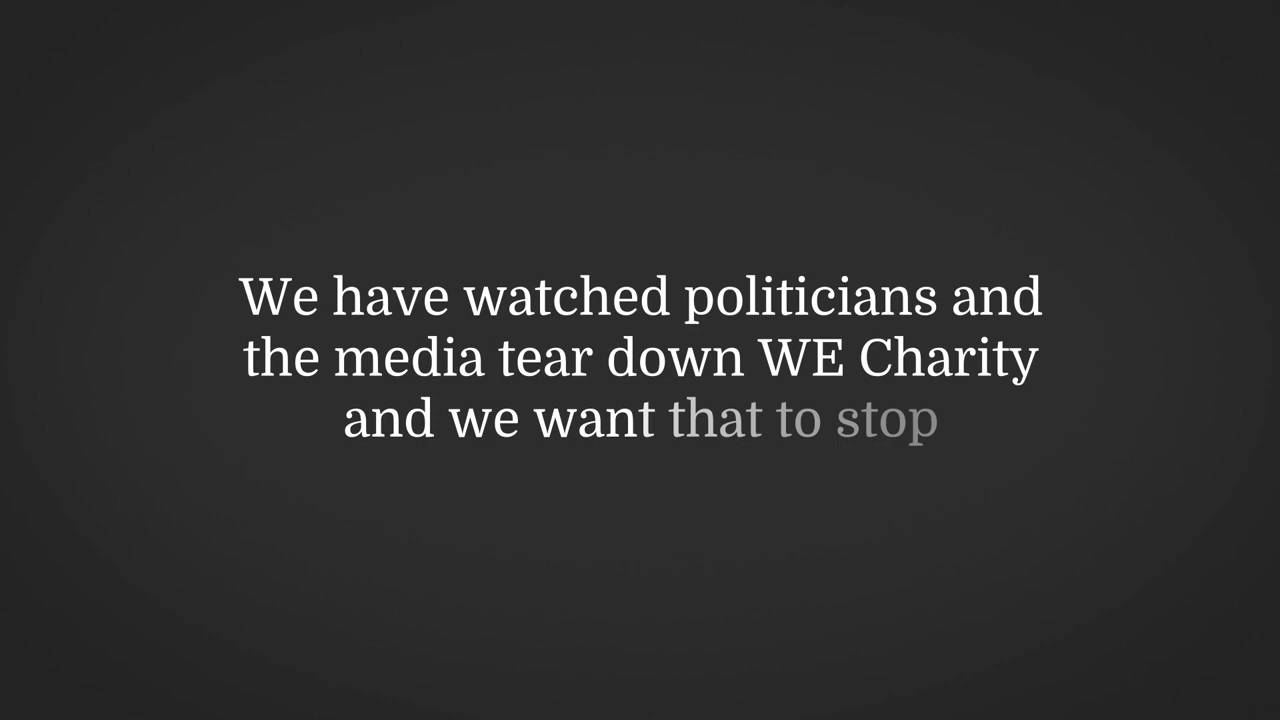 We have watched politicians and
the media tear down WE Charity
and we want that to stop